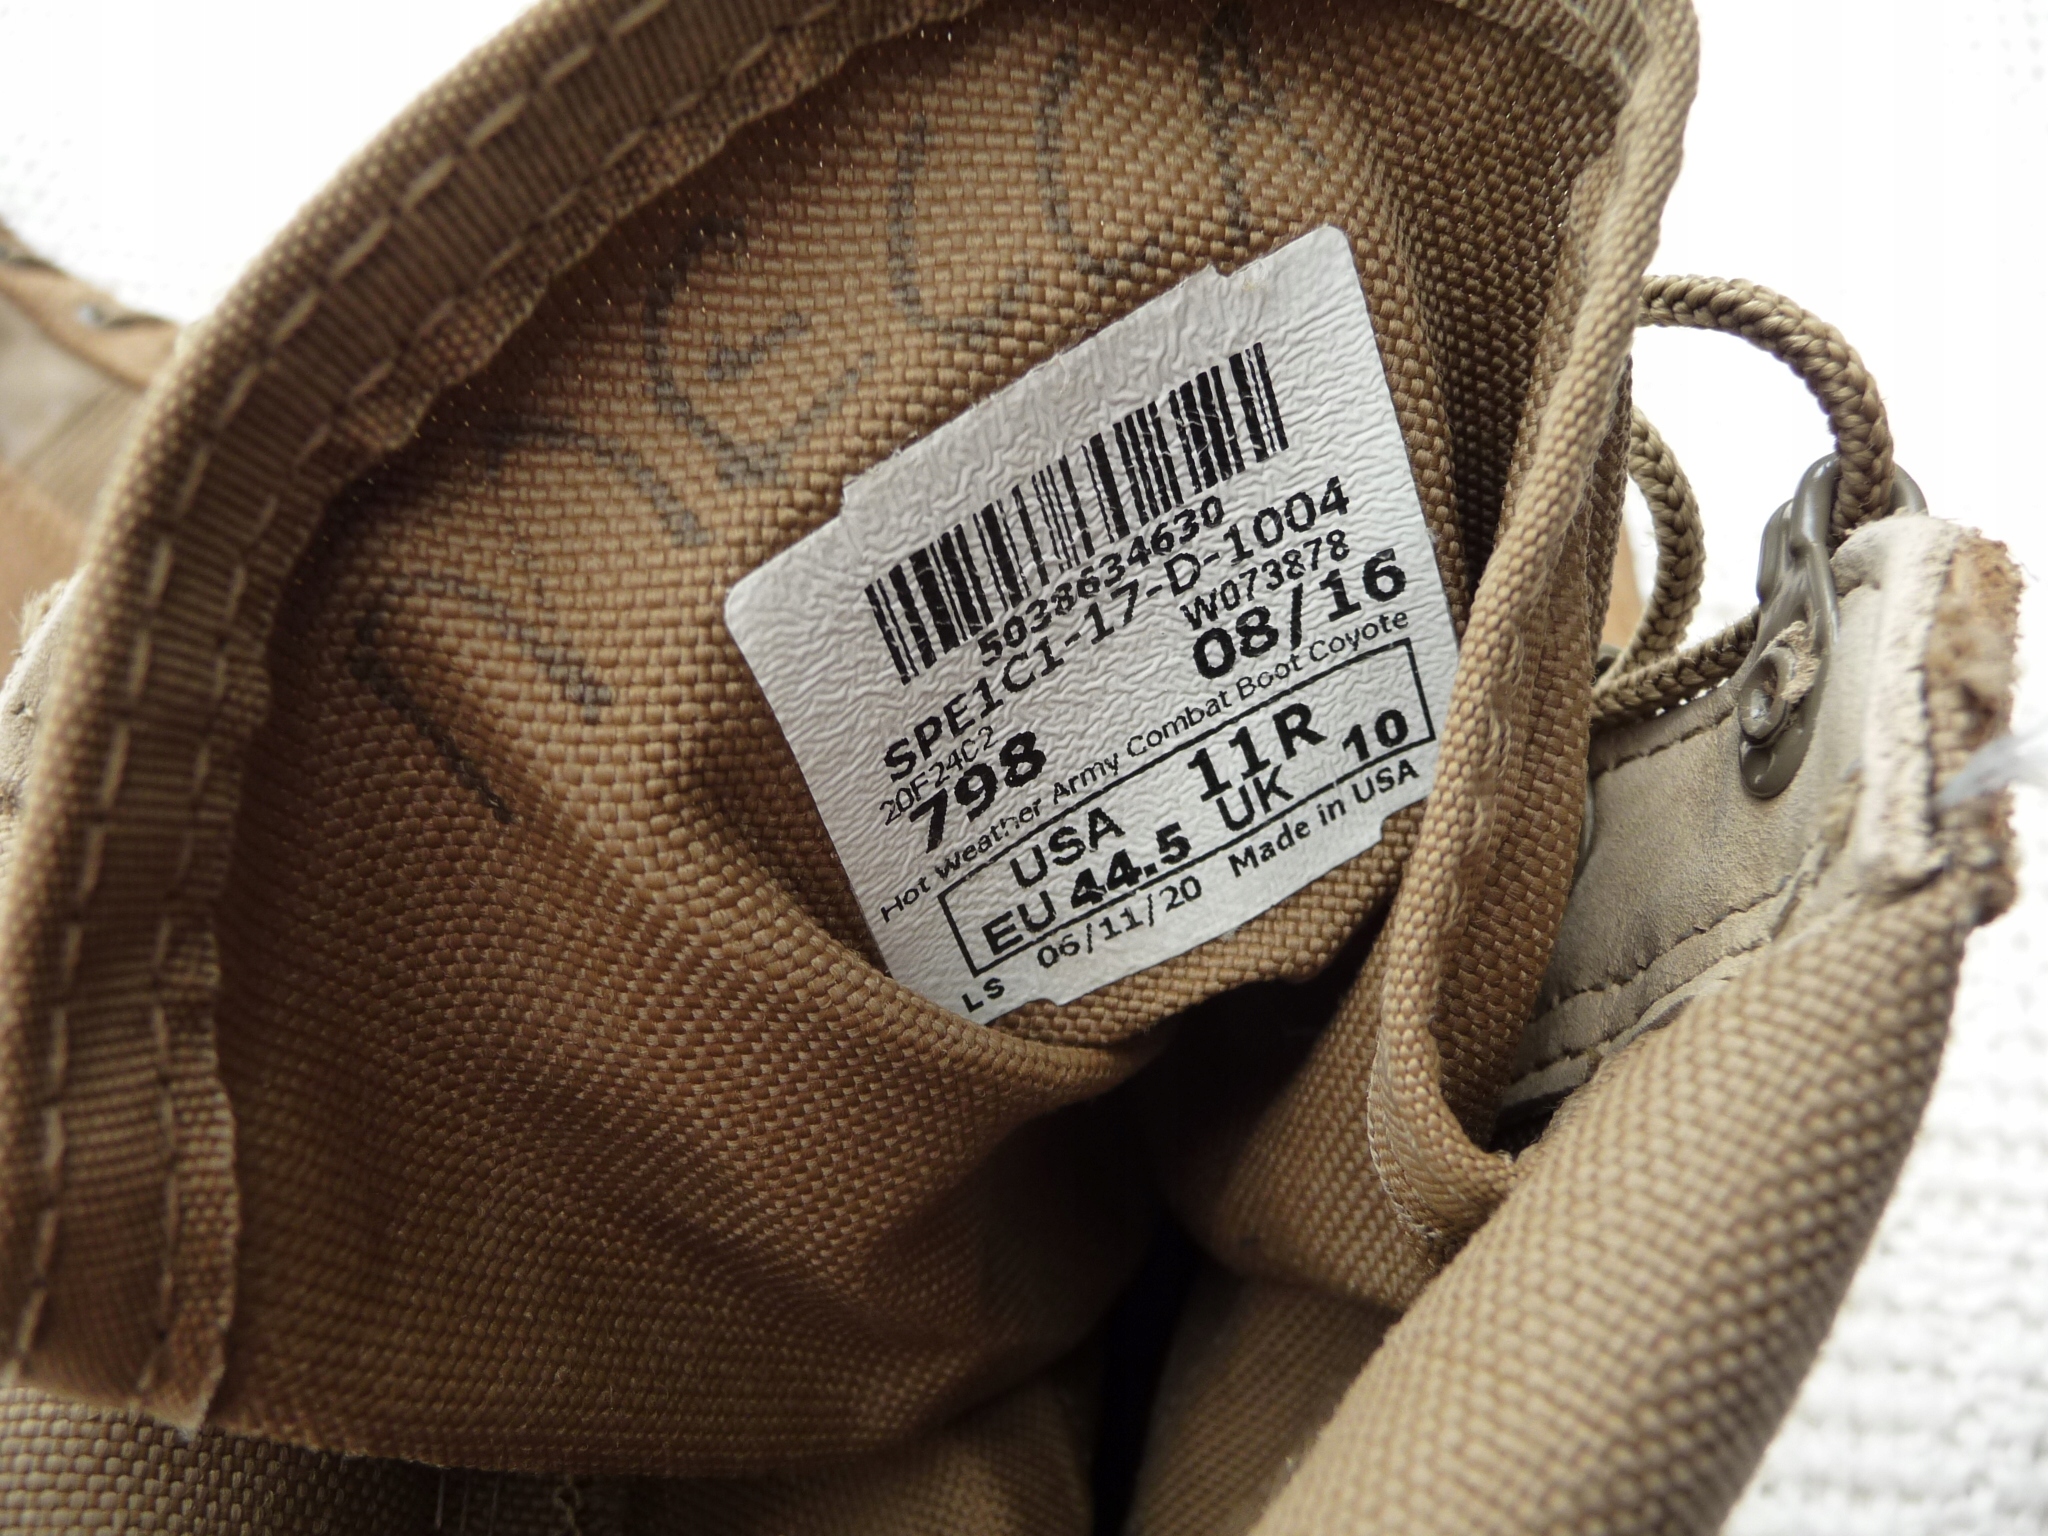 5038634630
SPE1C1-17-D-1004
20F24C2 W073878
798 08/16
Hot Weather Army Combat Boot Coyote
USA 11R
EU 44.5 UK 10
LS 06/11/20 Made in USA